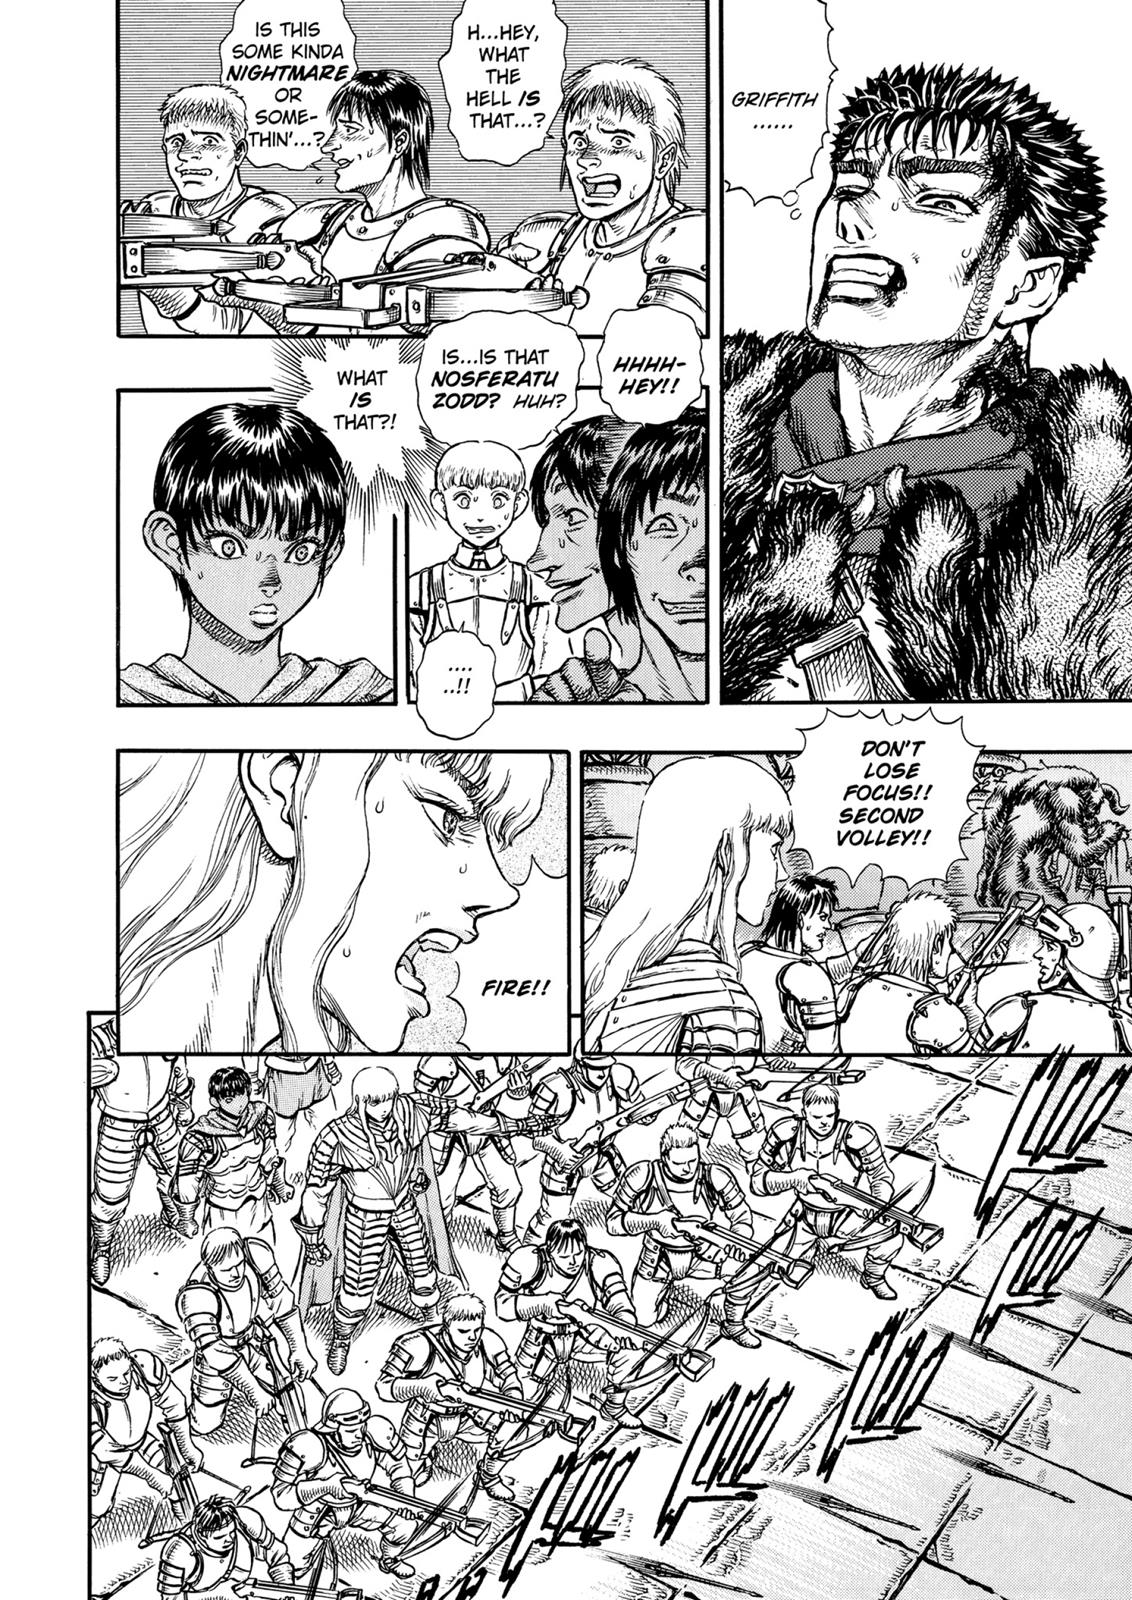 GRIFFITH
......
H...HEY,
WHAT
THE
HELL IS
THAT...?
IS THIS
SOME KINDA
NIGHTMARE
OR
SOME-
THIN'...?
HHHH-
HEY!!
IS...IS THAT
NOSFERATU
ZODD? HUH?
....
..!!
WHAT
IS
THAT?!
DON'T
LOSE
FOCUS!!
SECOND
VOLLEY!!
FIRE!!